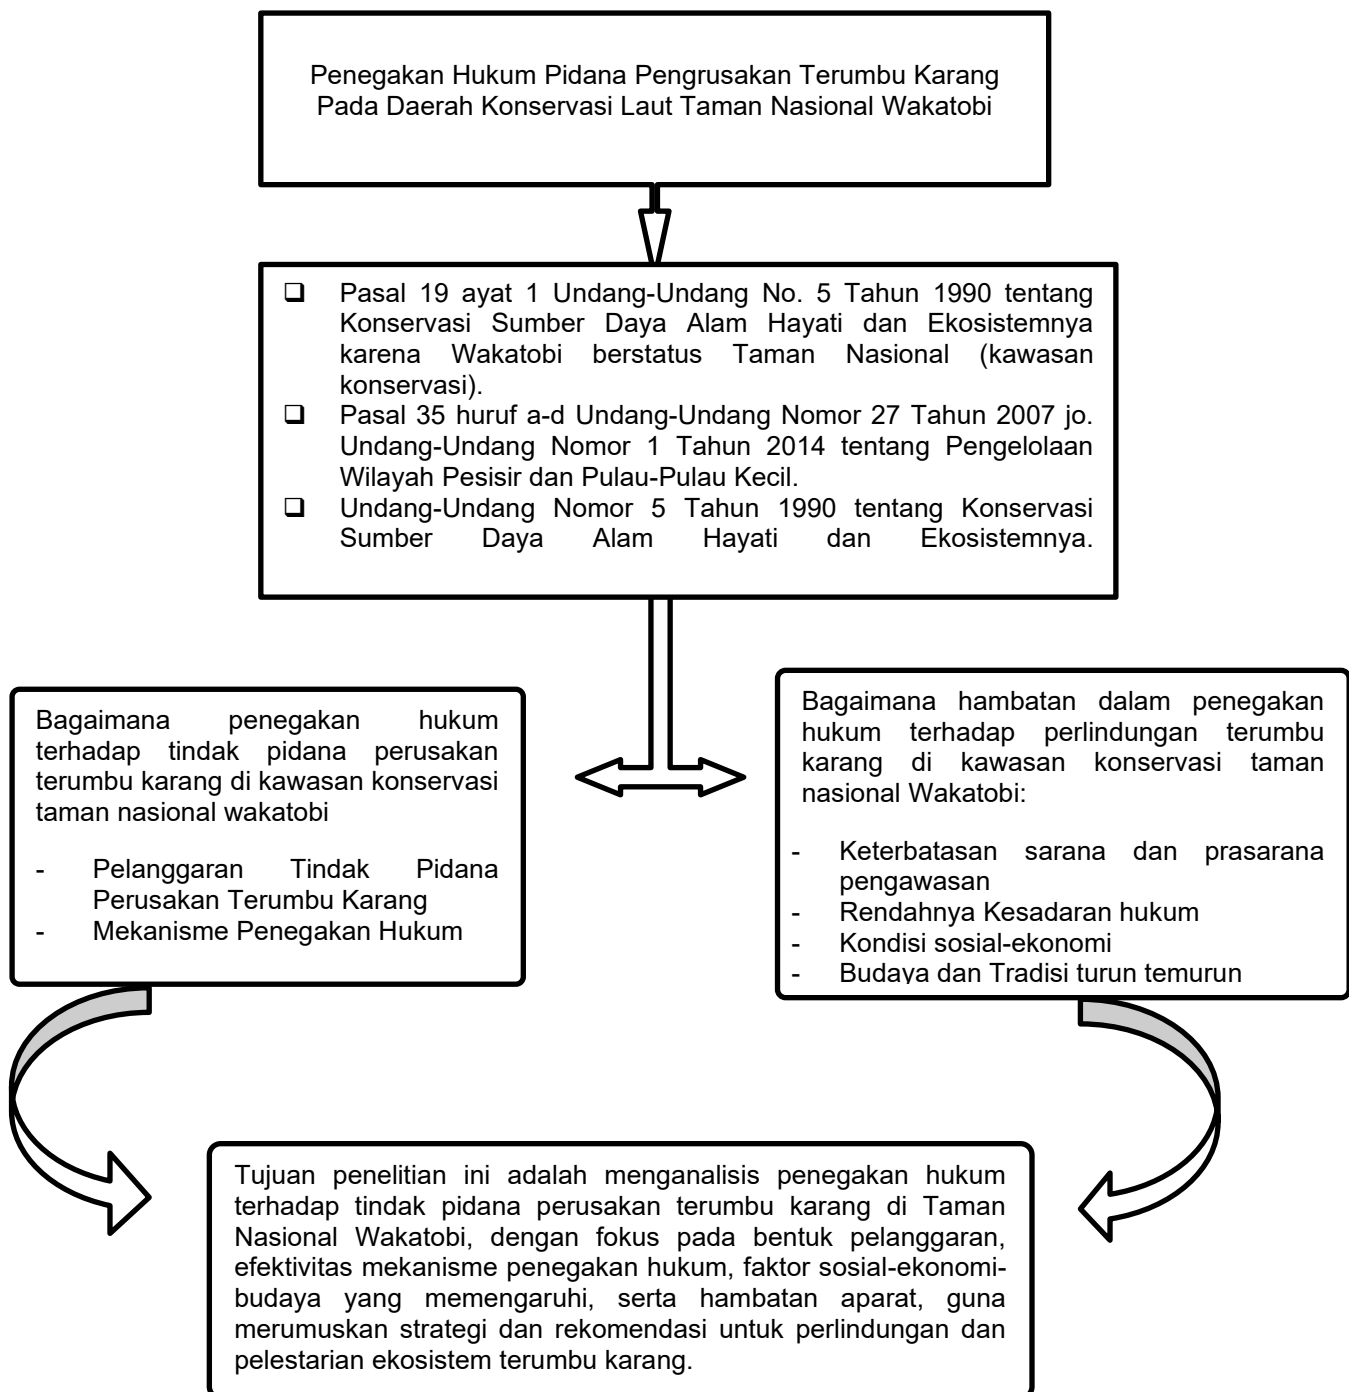 Penegakan Hukum Pidana Pengrusakan Terumbu Karang
Pada Daerah Konservasi Laut Taman Nasional Wakatobi
❑ Pasal 19 ayat 1 Undang-Undang No. 5 Tahun 1990 tentang
Konservasi Sumber Daya Alam Hayati dan Ekosistemnya
karena Wakatobi berstatus Taman Nasional (kawasan
konservasi).
❑ Pasal 35 huruf a-d Undang-Undang Nomor 27 Tahun 2007 jo.
Undang-Undang Nomor 1 Tahun 2014 tentang Pengelolaan
Wilayah Pesisir dan Pulau-Pulau Kecil.
❑ Undang-Undang Nomor 5 Tahun 1990 tentang Konservasi
Sumber Daya Alam Hayati dan Ekosistemnya.
Bagaimana penegakan hukum
terhadap tindak pidana perusakan
terumbu karang di kawasan konservasi
taman nasional wakatobi
- Pelanggaran Tindak Pidana
Perusakan Terumbu Karang
- Mekanisme Penegakan Hukum
Bagaimana hambatan dalam penegakan
hukum terhadap perlindungan terumbu
karang di kawasan konservasi taman
nasional Wakatobi:
- Keterbatasan sarana dan prasarana
pengawasan
- Rendahnya Kesadaran hukum
- Kondisi sosial-ekonomi
- Budaya dan Tradisi turun temurun
Tujuan penelitian ini adalah menganalisis penegakan hukum
terhadap tindak pidana perusakan terumbu karang di Taman
Nasional Wakatobi, dengan fokus pada bentuk pelanggaran,
efektivitas mekanisme penegakan hukum, faktor sosial-ekonomi-
budaya yang memengaruhi, serta hambatan aparat, guna
merumuskan strategi dan rekomendasi untuk perlindungan dan
pelestarian ekosistem terumbu karang.